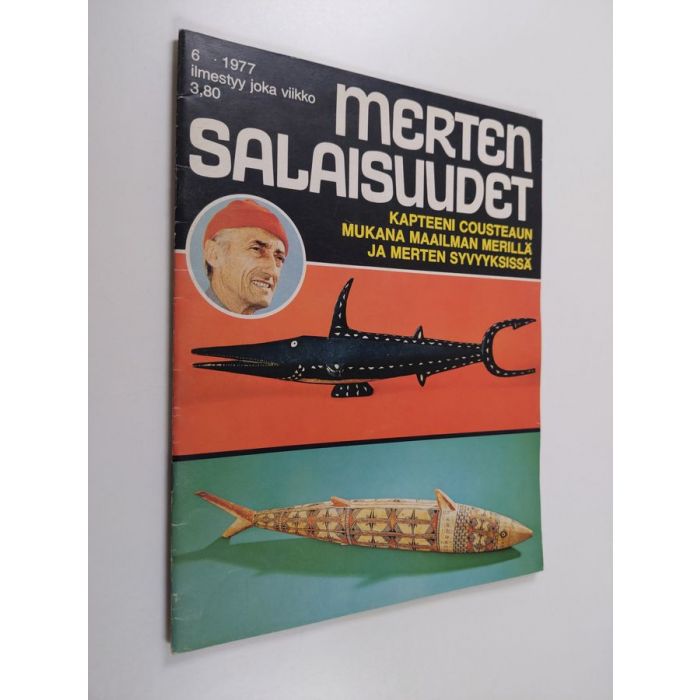 6 · 1977
ilmestyy joka viikko
3,80
MERTEN
SALAISUUDET
KAPTEENI COUSTEAUN
MUKANA MAAILMAN MERILLÄ
JA MERTEN SYVYYKSISSÄ